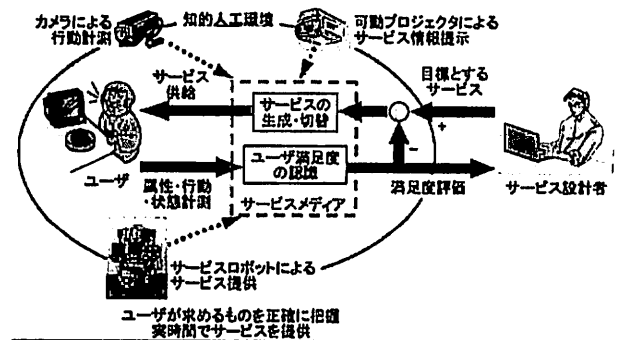 カメラによる
行動計測
知的人工環境
可動プロジェクタによる
サービス情報提示
サービス
供給
サービスの
生成・切替
目標とする
サービス
+
−
ユーザ
ユーザ満足度
の認識
属性・行動
・状態計測
サービスメディア
満足度評価
サービス設計者
サービスロボットによる
サービス提供
ユーザが求めるものを正確に把握
実時間でサービスを提供